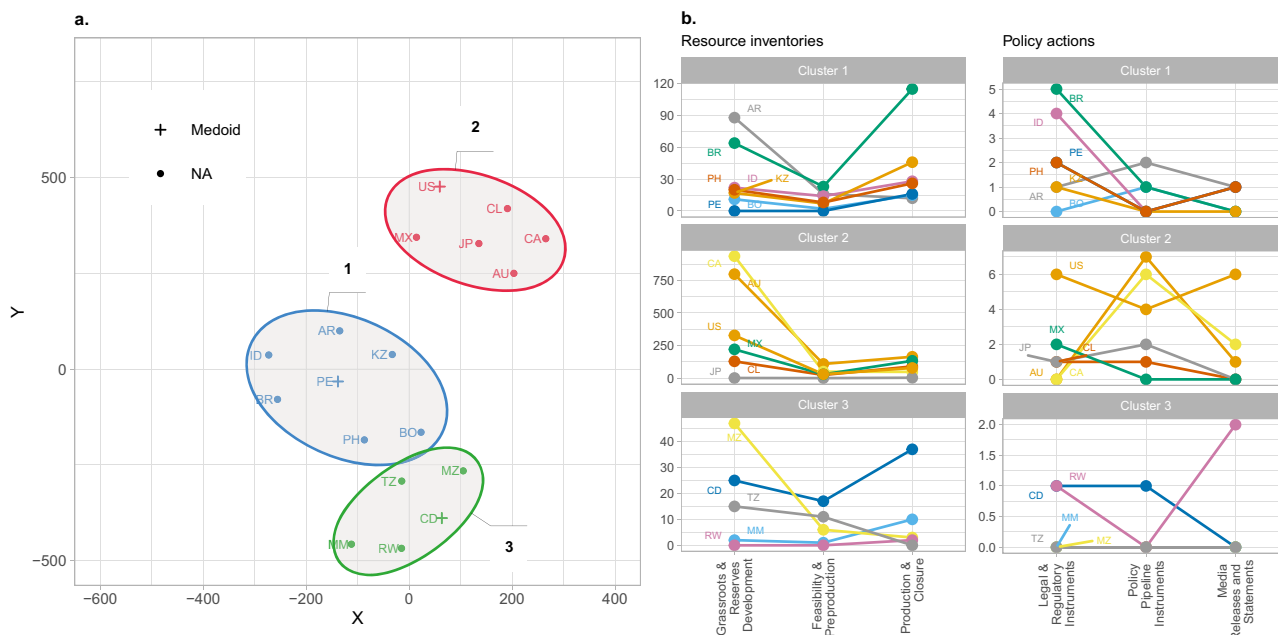 a.
Medoid
NA
2
US
CL
MX
JP
CA
AU
1
AR
ID
KZ
PE
BR
PH
BO
TZ
MZ
CD
MM
RW
3
500
0
−500
−600
−400
−200
0
200
400
X
Y
b.
Resource inventories
Cluster 1
120
90
60
30
0
AR
BR
PH
ID
KZ
PE
BO
Cluster 2
750
500
250
0
CA
AU
US
MX
JP
CL
Cluster 3
40
30
20
10
0
MZ
CD
TZ
RW
MM
Grassroots &
Reserves
Development
Feasibility &
Preproduction
Production &
Closure
Policy actions
Cluster 1
5
4
3
2
1
0
BR
ID
PE
PH
AR
BO
Cluster 2
6
4
2
0
US
MX
JP
CL
AU
CA
Cluster 3
2.0
1.5
1.0
0.5
0.0
RW
CD
MM
TZ
MZ
Legal &
Regulatory
Instruments
Policy
Pipeline
Instruments
Media
Releases and
Statements